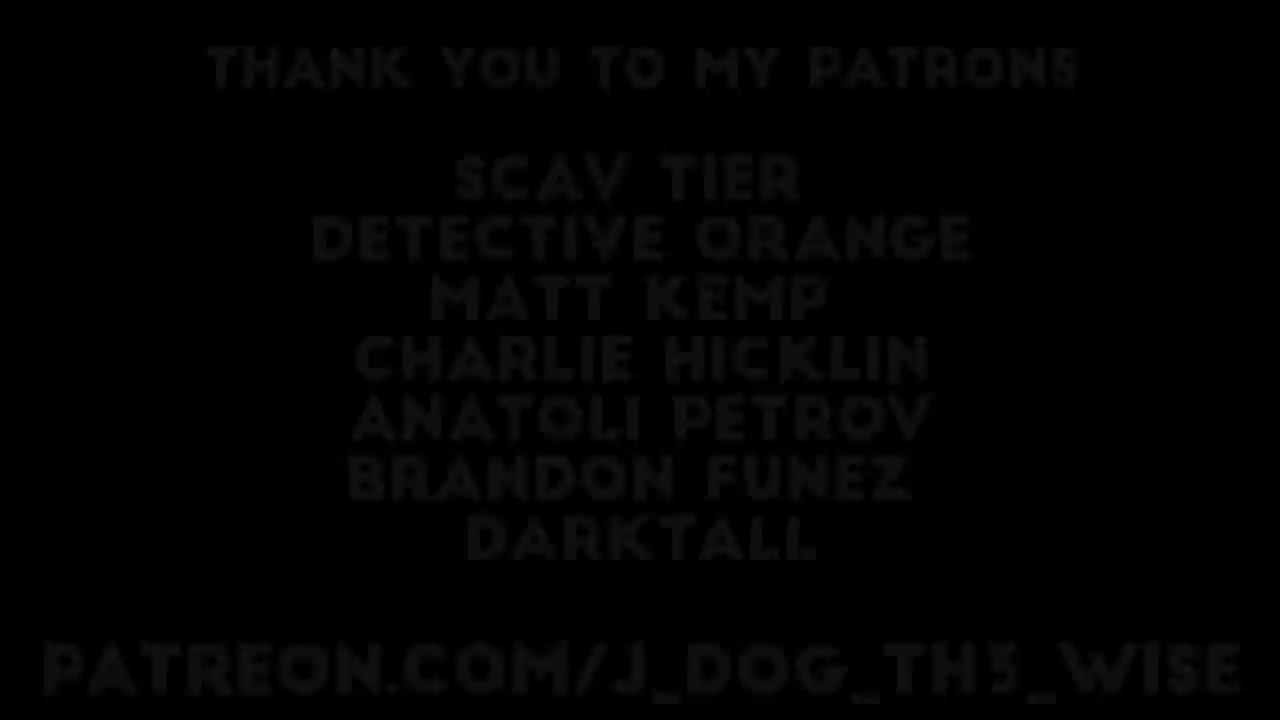 THANK YOU TO MY PATRONS
SCAV TIER
DETECTIVE ORANGE
MATT KEMP
CHARLIE HICKLIN
ANATOLI PETROV
BRANDON FUNEZ
DARKTALL
PATREON.COM/J_DOG_TH3_WISE